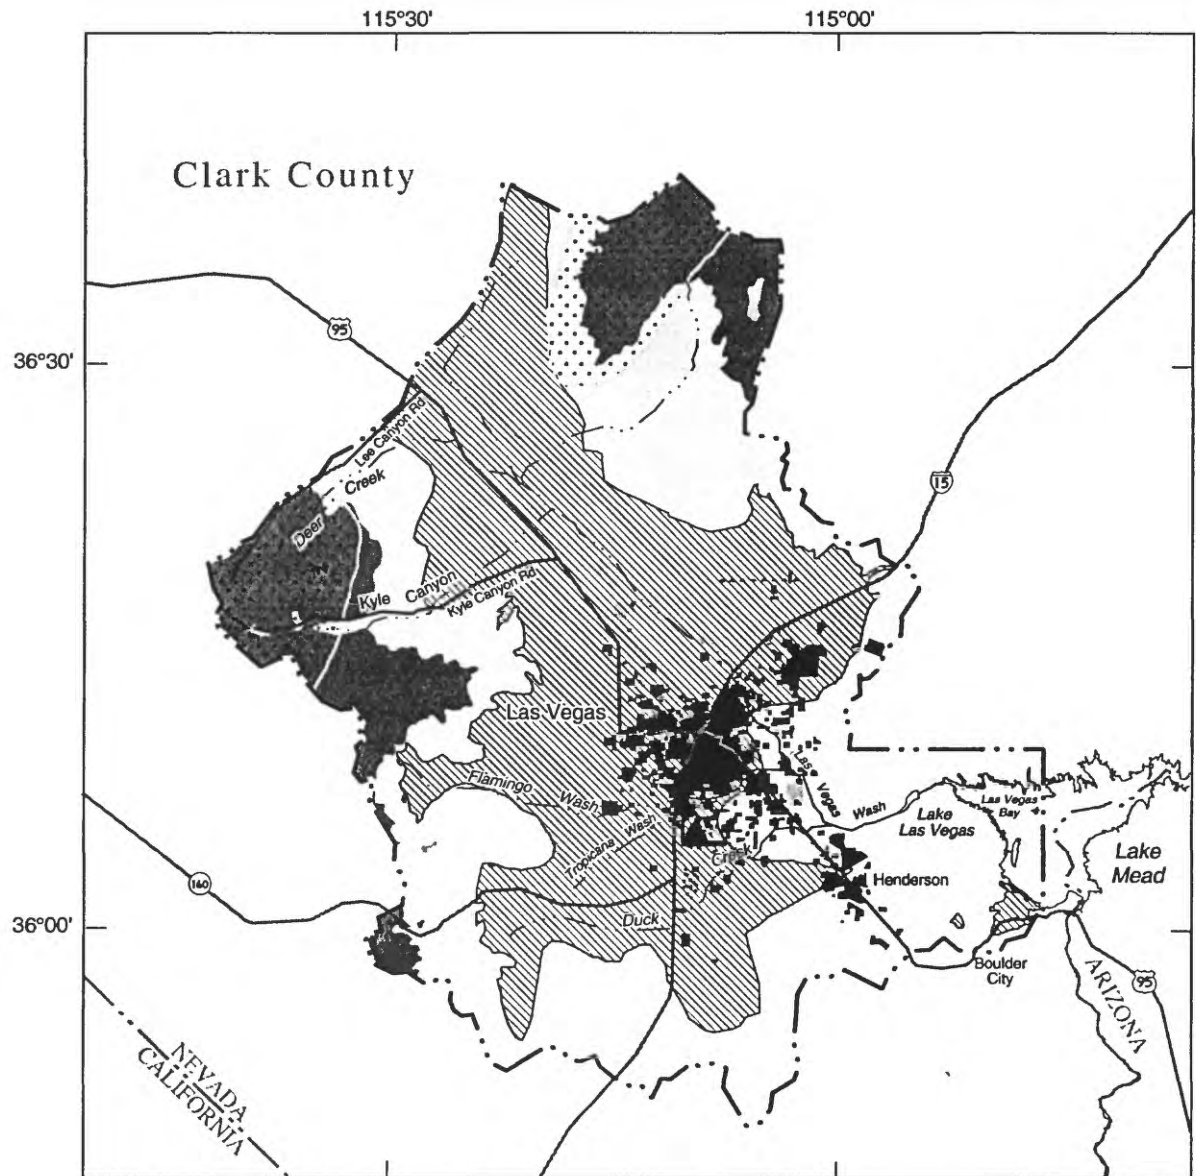 115°30'
115°00'
Clark County
95
36°30'
Lee Canyon Rd
Deer Creek
15
Kyle Canyon
Kyle Canyon Rd
Las Vegas
Flamingo Wash
Las Vegas Wash
Las Vegas
Bay
Lake
Las Vegas
Tropicana Wash
Creek
Lake
Mead
160
Henderson
Duck
36°00'
Boulder
City
95
ARIZONA
NEVADA
CALIFORNIA